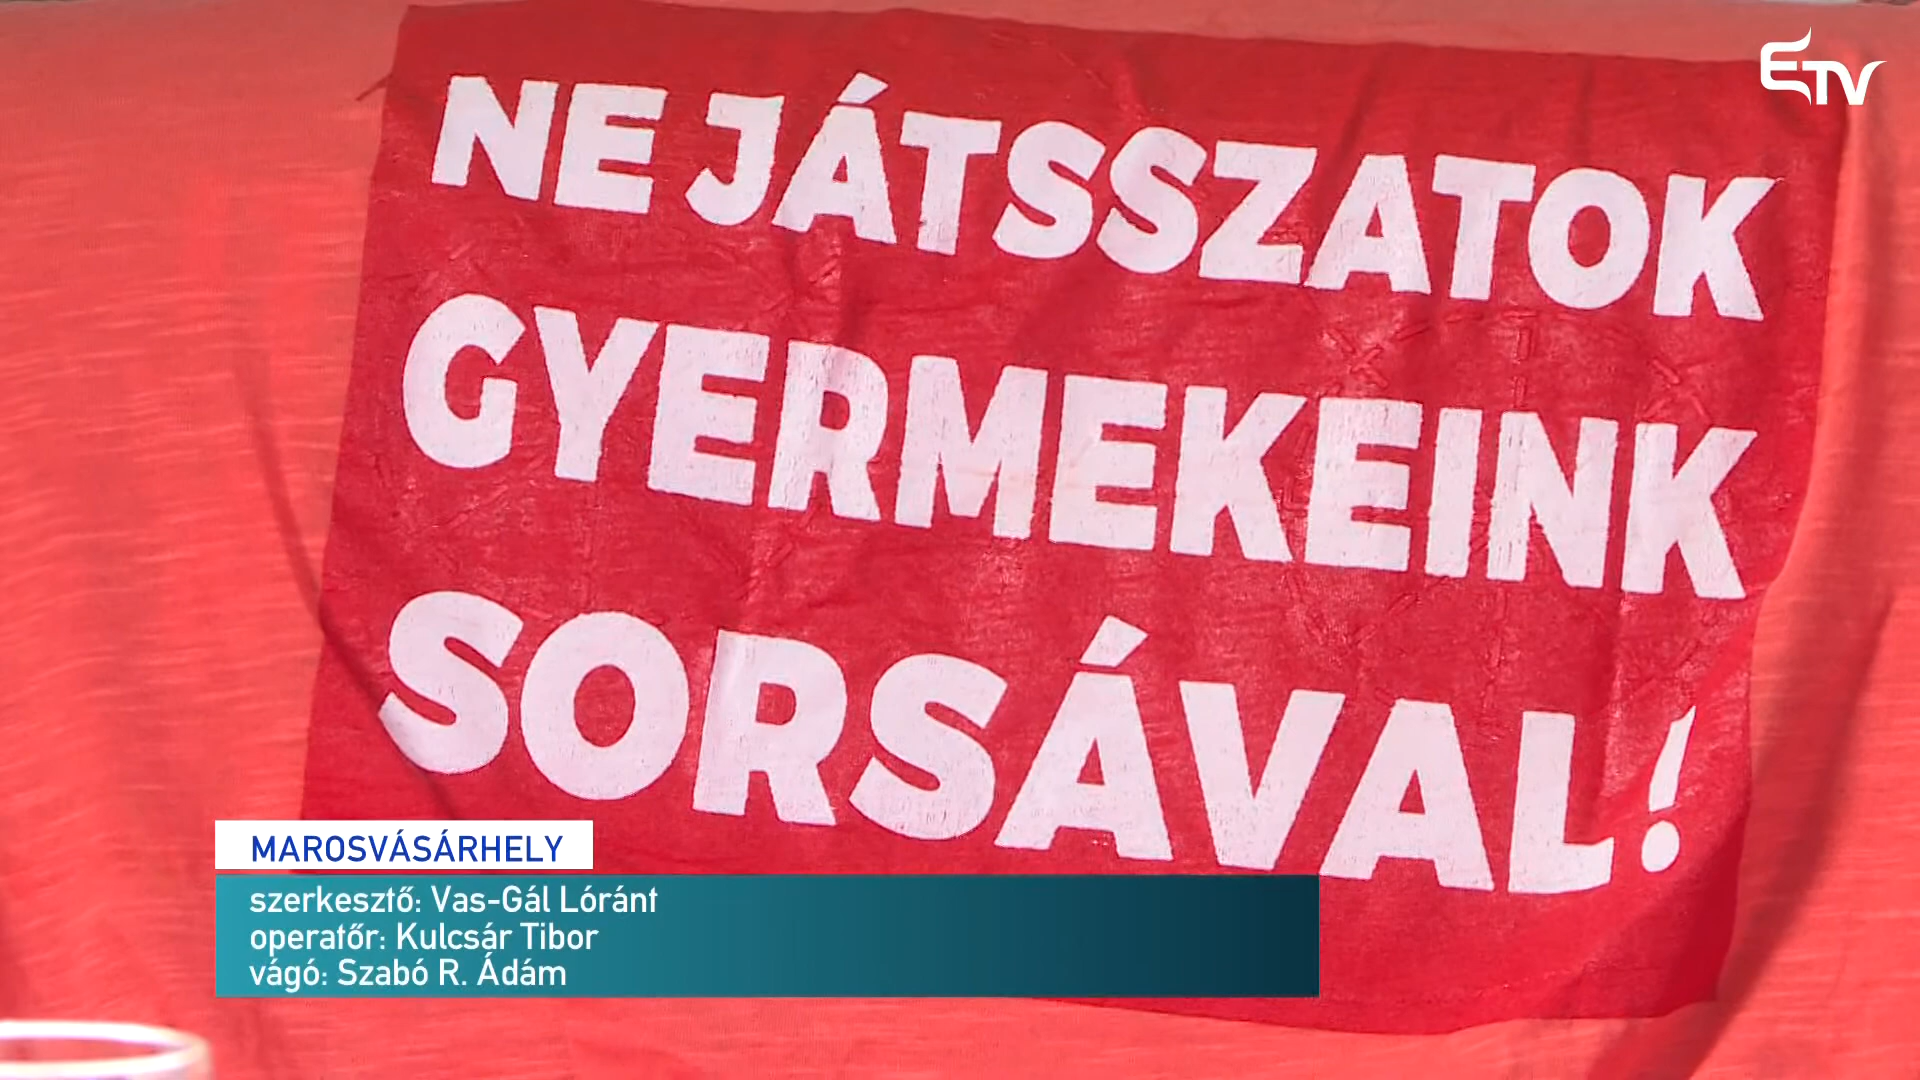 ETV
NE JÁTSSZATOK
GYERMEKEINK
SORSÁVAL!
MAROSVÁSÁRHELY
szerkesztő: Vas-Gál Lóránt
operatőr: Kulcsár Tibor
vágó: Szabó R. Ádám